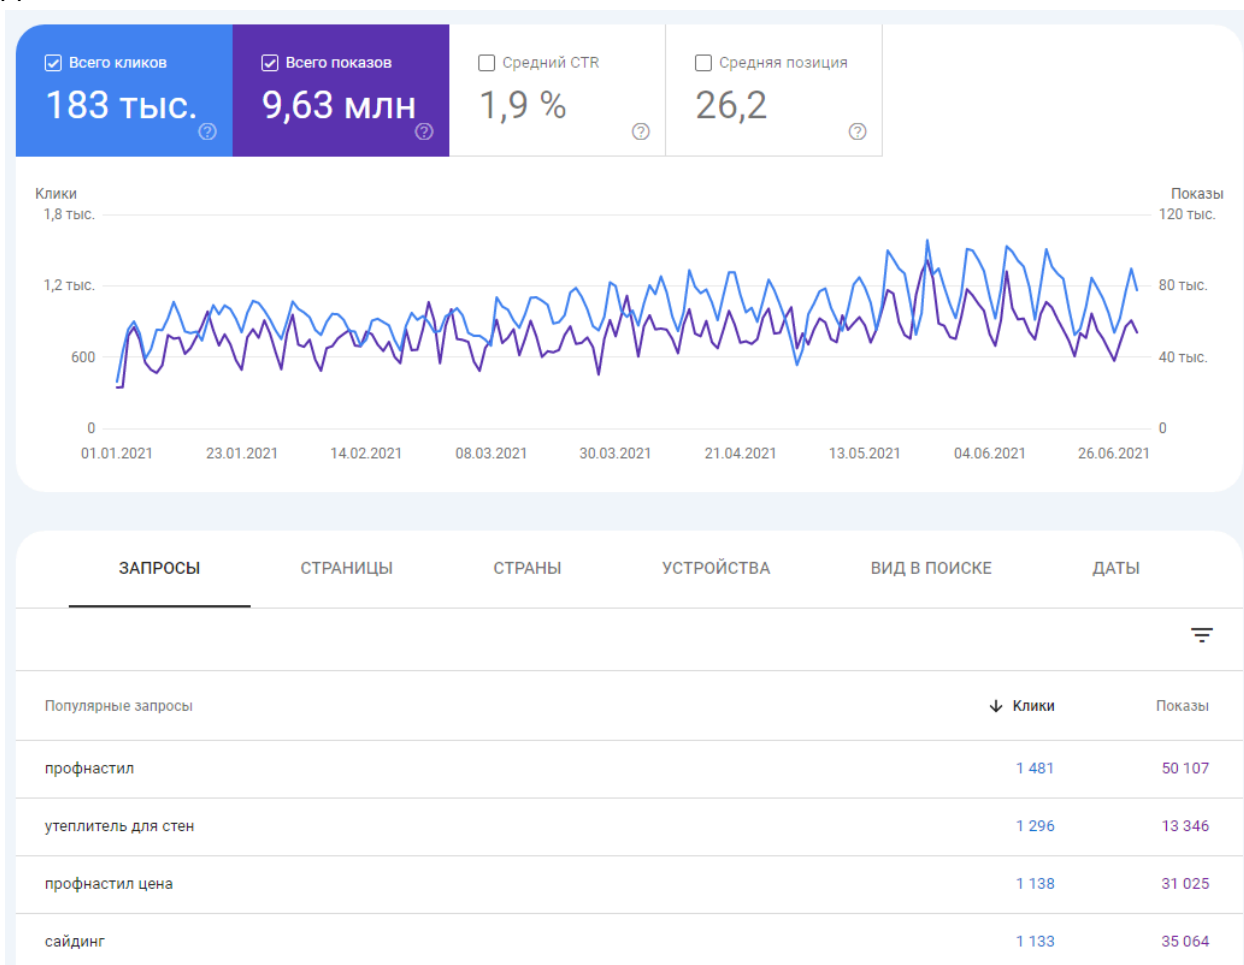 Всего кликов
183 тыс.
Всего показов
9,63 млн
Средний CTR
1,9 %
Средняя позиция
26,2
Клики
Показы
1,8 тыс.
120 тыс.
1,2 тыс.
80 тыс.
600
40 тыс.
0
0
01.01.2021 23.01.2021 14.02.2021 08.03.2021 30.03.2021 21.04.2021 13.05.2021 04.06.2021 26.06.2021
ЗАПРОСЫ СТРАНИЦЫ СТРАНЫ УСТРОЙСТВА ВИД В ПОИСКЕ ДАТЫ
Популярные запросы Клики Показы
профнастил 1 481 50 107
утеплитель для стен 1 296 13 346
профнастил цена 1 138 31 025
сайдинг 1 133 35 064